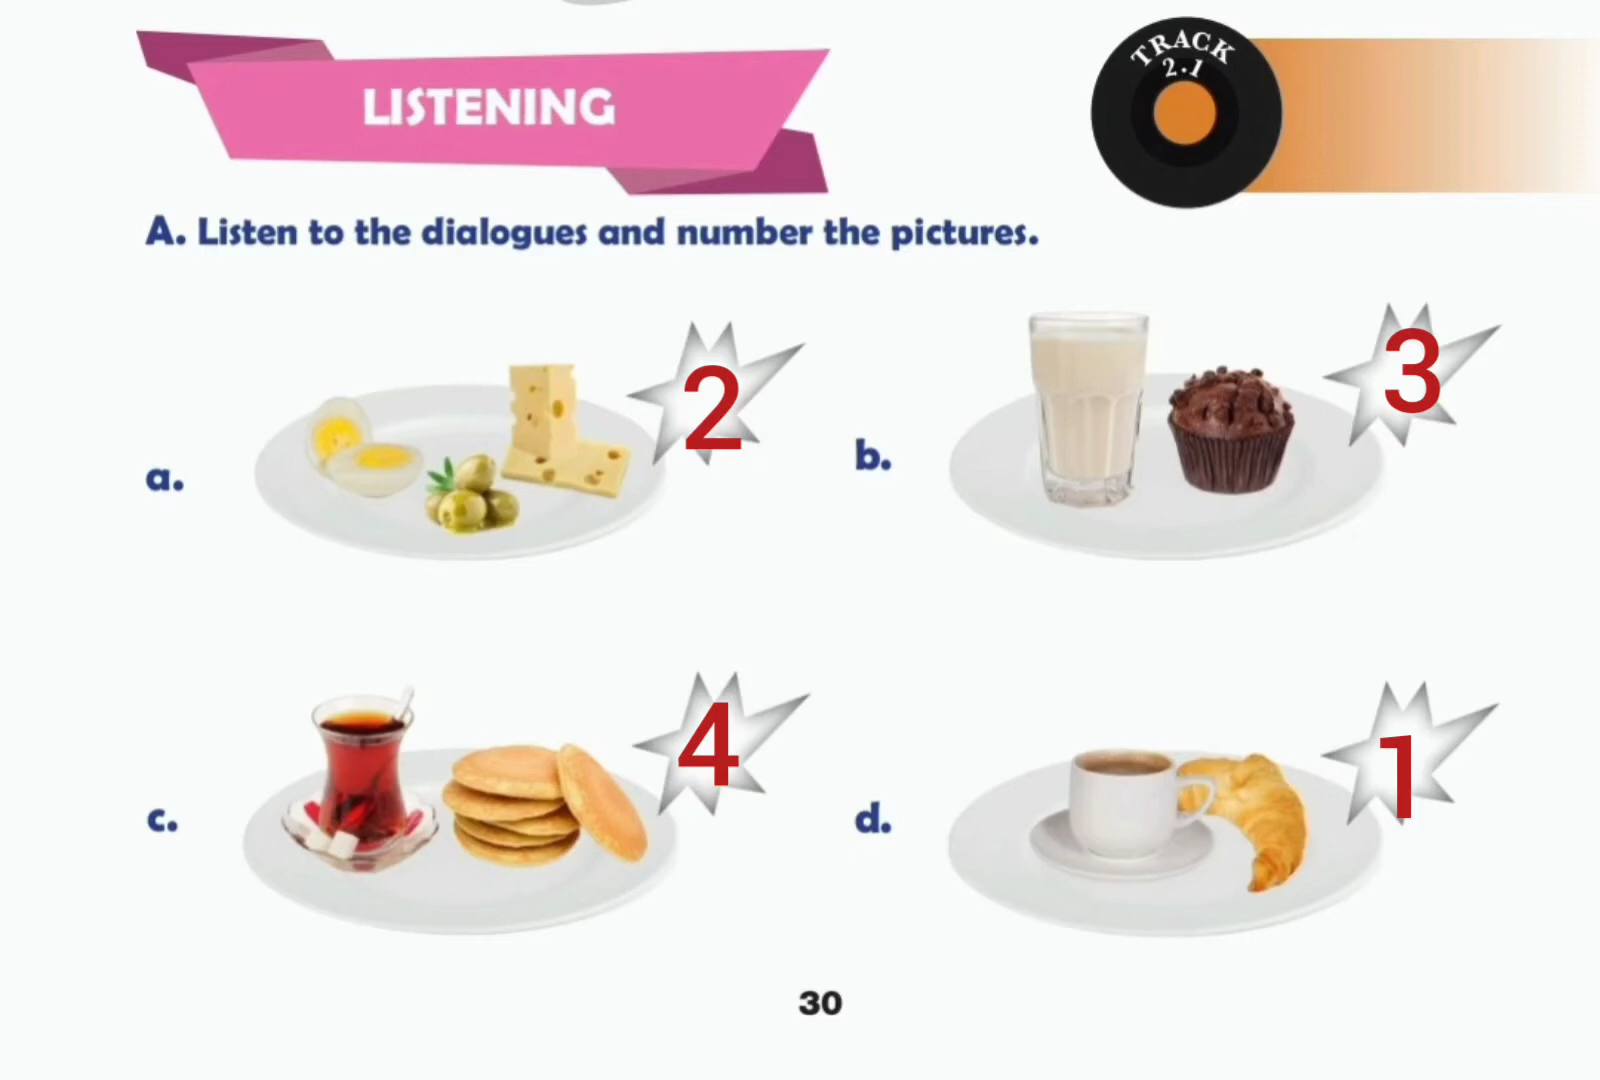 LISTENING
TRACK
2.1
A. Listen to the dialogues and number the pictures.
a.
2
b.
3
c.
4
d.
1
30